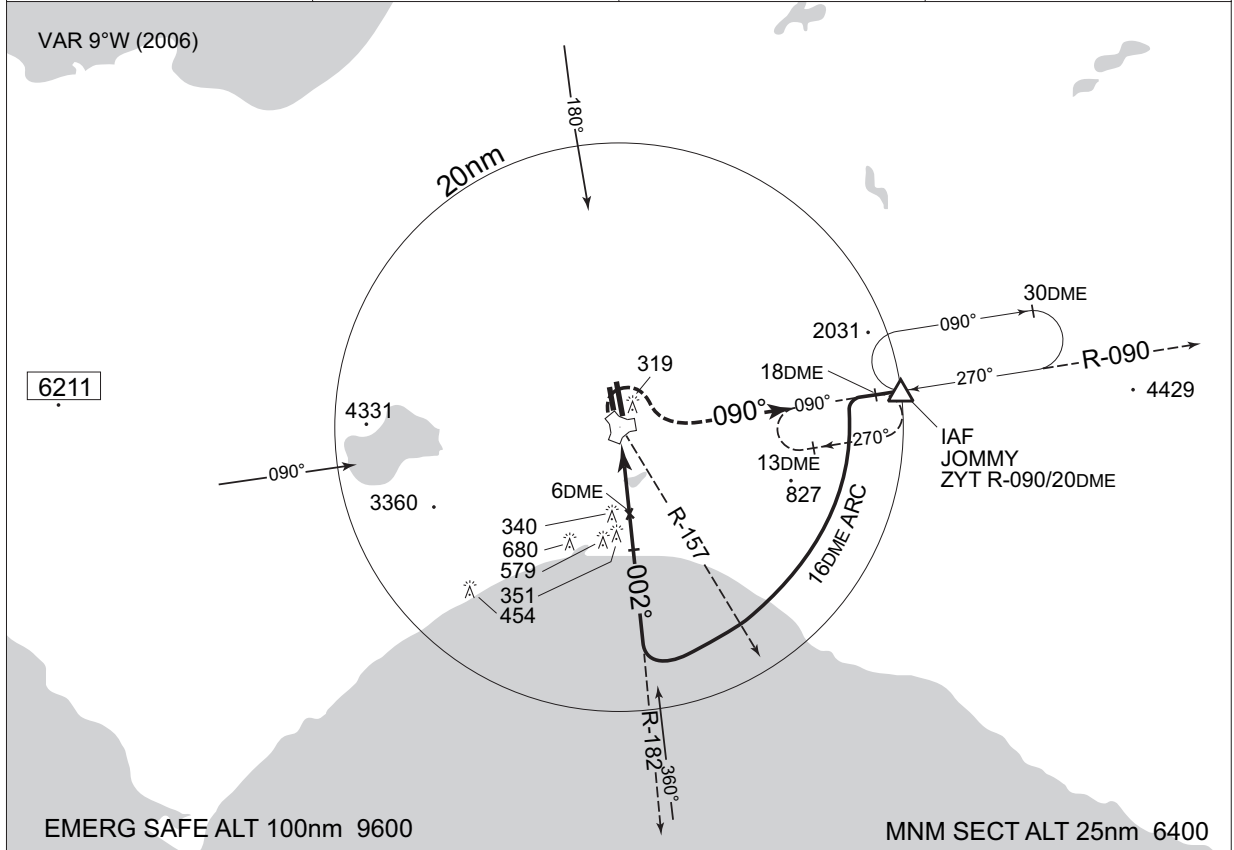 VAR 9°W (2006)
180°
20nm
30DME
090°
2031
319
18DME
R-090
270°
6211
4429
4331
090°
090°
270°
IAF
JOMMY
ZYT R-090/20DME
090°
13DME
827
6DME
3360
340
R-157
16DME ARC
680
579
351
002°
454
R-182
360°
EMERG SAFE ALT 100nm 9600
MNM SECT ALT 25nm 6400